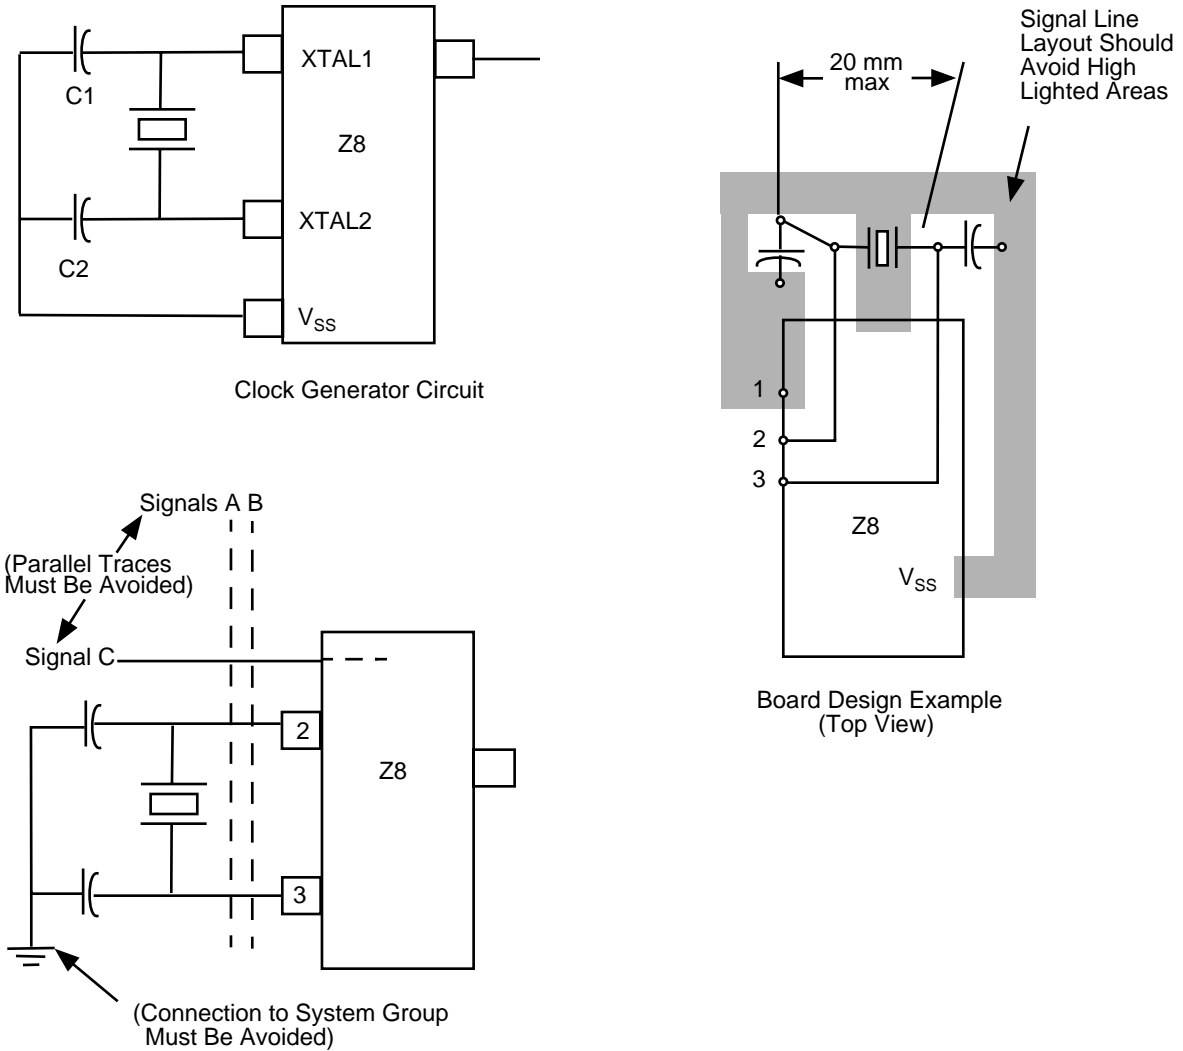 XTAL1
C1
Z8
XTAL2
C2
VSS
Clock Generator Circuit
Signal Line
Layout Should
Avoid High
Lighted Areas
20 mm
max
1
2
3
Z8
VSS
Board Design Example
(Top View)
Signals A B
(Parallel Traces
Must Be Avoided)
Signal C
2
Z8
3
(Connection to System Group
Must Be Avoided)